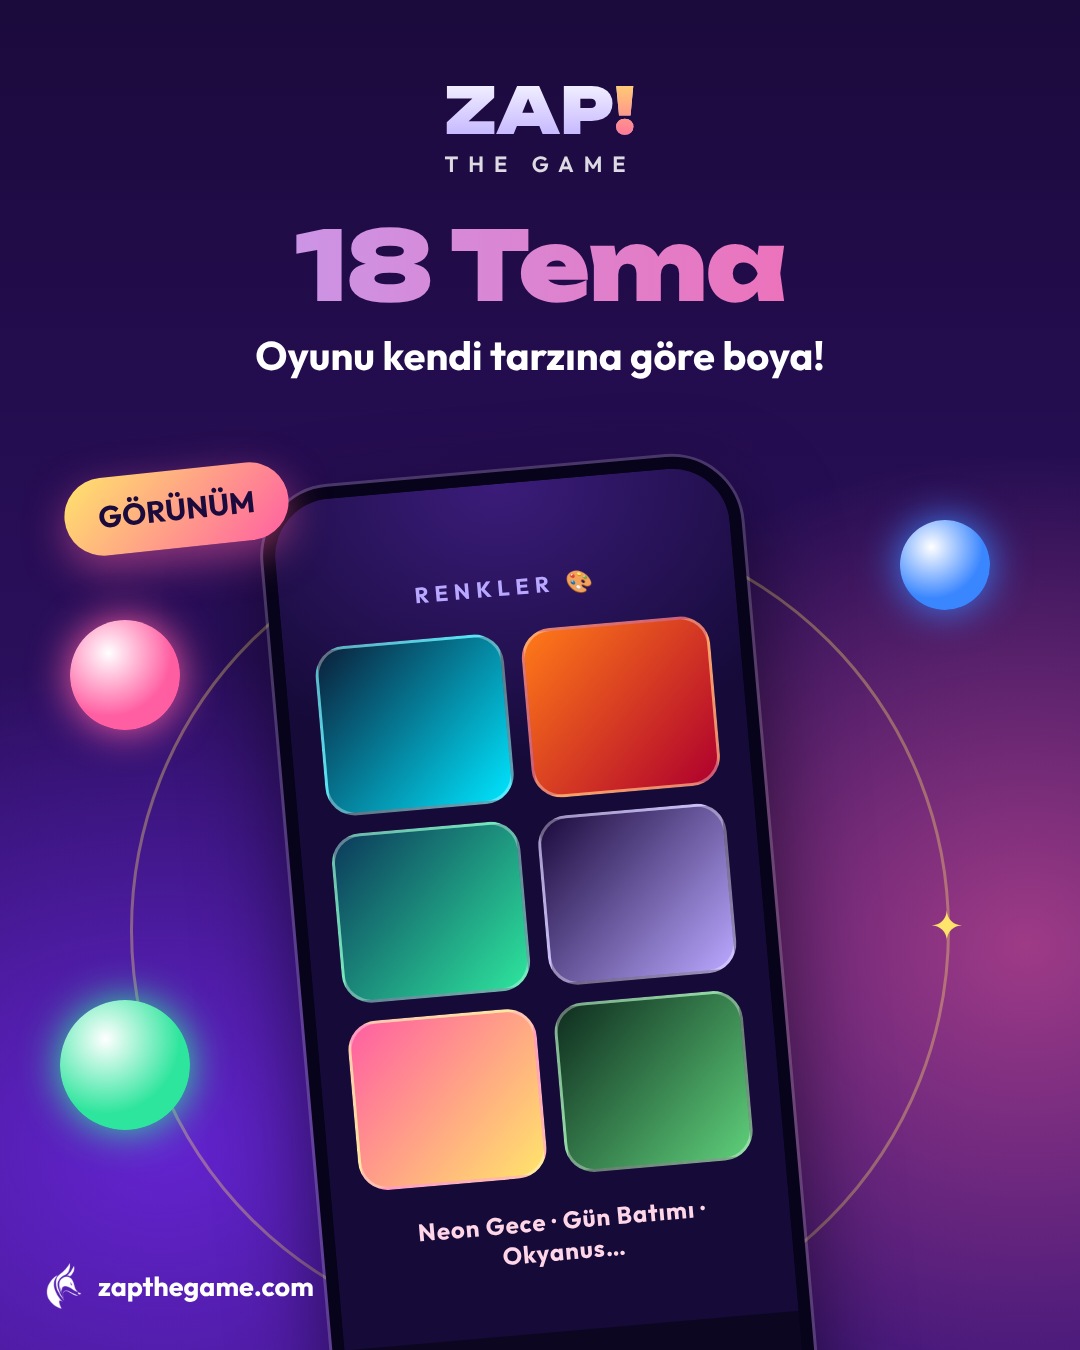 ZAP!
THE GAME
18 Tema
Oyunu kendi tarzına göre boya!
GÖRÜNÜM
RENKLER 🎨
Neon Gece · Gün Batımı ·
Okyanus...
zapthegame.com